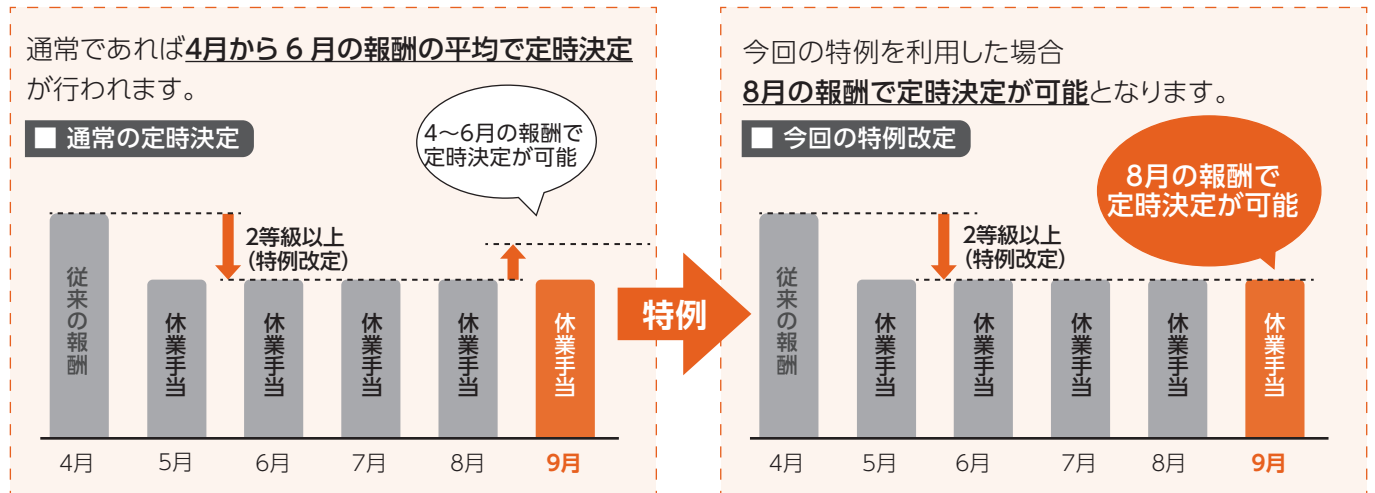 通常であれば4月から6月の報酬の平均で定時決定
が行われます。
■ 通常の定時決定
4～6月の報酬で
定時決定が可能
2等級以上
（特例改定）
従来の報酬
休業手当
休業手当
休業手当
休業手当
休業手当
4月
5月
6月
7月
8月
9月
特例
今回の特例を利用した場合
8月の報酬で定時決定が可能となります。
■ 今回の特例改定
8月の報酬で
定時決定が可能
2等級以上
（特例改定）
従来の報酬
休業手当
休業手当
休業手当
休業手当
休業手当
4月
5月
6月
7月
8月
9月